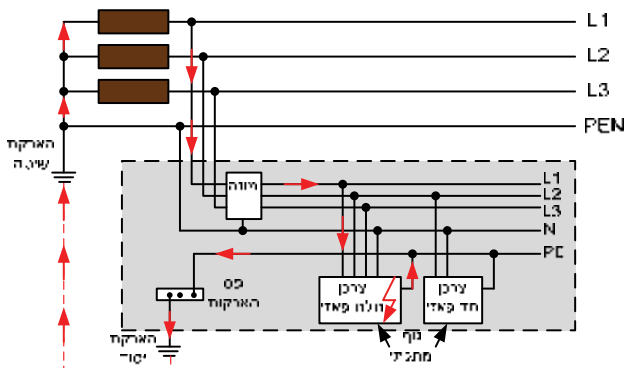 L1
L2
L3
PEN
הארקת
שיטה
מונה
L1
L2
L3
N
PE
פס
הארקות
צרכן
תלת פאזי
צרכן
חד פאזי
גוף
מתכתי
הארקת
יסוד